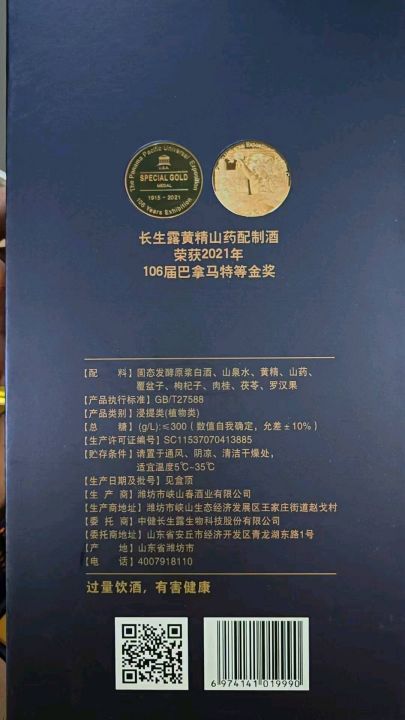 The Panama Pacific Universal Exposition
U.S.A.
SPECIAL GOLD
MEDAL
1915 - 2021
106 Years Exhibition
长生露黄精山药配制酒
荣获2021年
106届巴拿马特等金奖
【配　　料】固态发酵原浆白酒、山泉水、黄精、山药、
覆盆子、枸杞子、肉桂、茯苓、罗汉果
【产品执行标准】GB/T27588
【产品类别】浸提类(植物类)
【总　　糖】(g/L):≤300（数值自我确定，允差±10%）
【生产许可证编号】SC11537070413885
【贮存条件】请置于通风、阴凉、清洁干燥处，
适宜温度5℃-35℃
【生产日期及批号】见盒顶
【生 产 商】潍坊市峡山春酒业有限公司
【生产商地址】潍坊市峡山生态经济发展区王家庄街道赵戈村
【委 托 商】中健长生露生物科技股份有限公司
【委托商地址】山东省安丘市经济开发区青龙湖东路1号
【产　　地】山东省潍坊市
【电　　话】4007918110
过量饮酒，有害健康
6 974141 019990